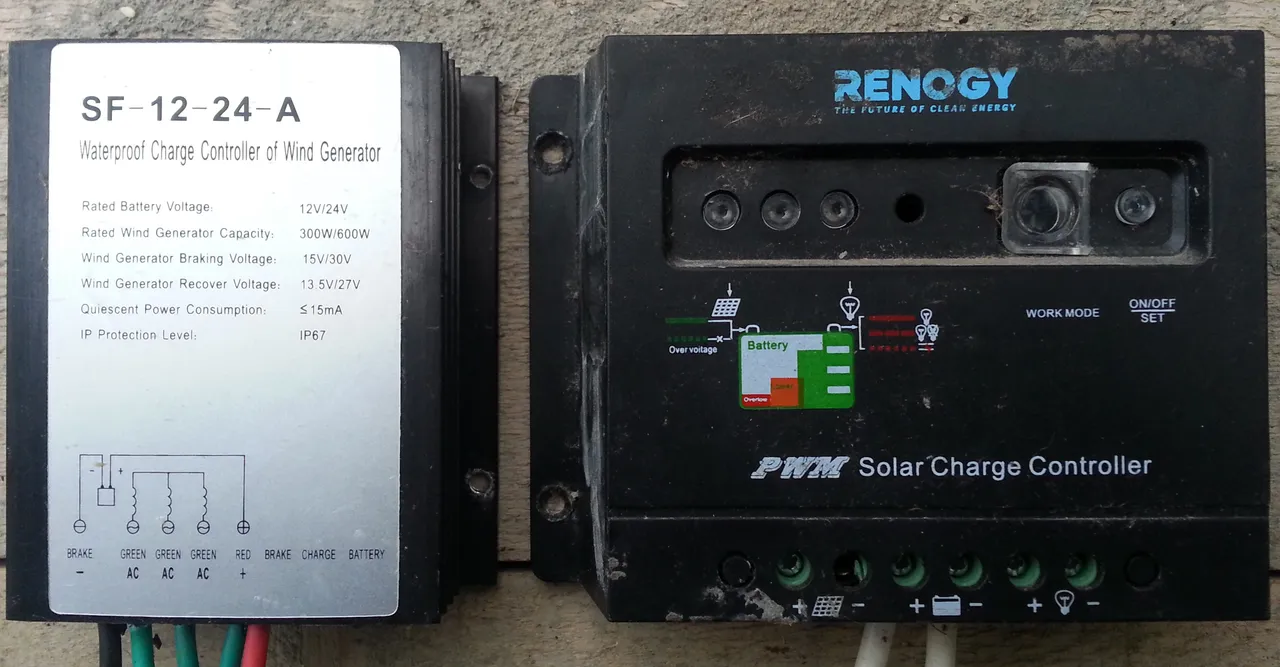 SF-12-24-A
Waterproof Charge Controller of Wind Generator
Rated Battery Voltage: 12V/24V
Rated Wind Generator Capacity: 300W/600W
Wind Generator Braking Voltage: 15V/30V
Wind Generator Recover Voltage: 13.5V/27V
Quiescent Power Consumption: ≤15mA
IP Protection Level: IP67
- +
BRAKE GREEN GREEN GREEN RED BRAKE CHARGE BATTERY
- AC AC AC +
RENOGY
THE FUTURE OF CLEAN ENERGY
WORK MODE
ON/OFF
SET
Over voltage
Battery
PWM Solar Charge Controller
+ - + - + -